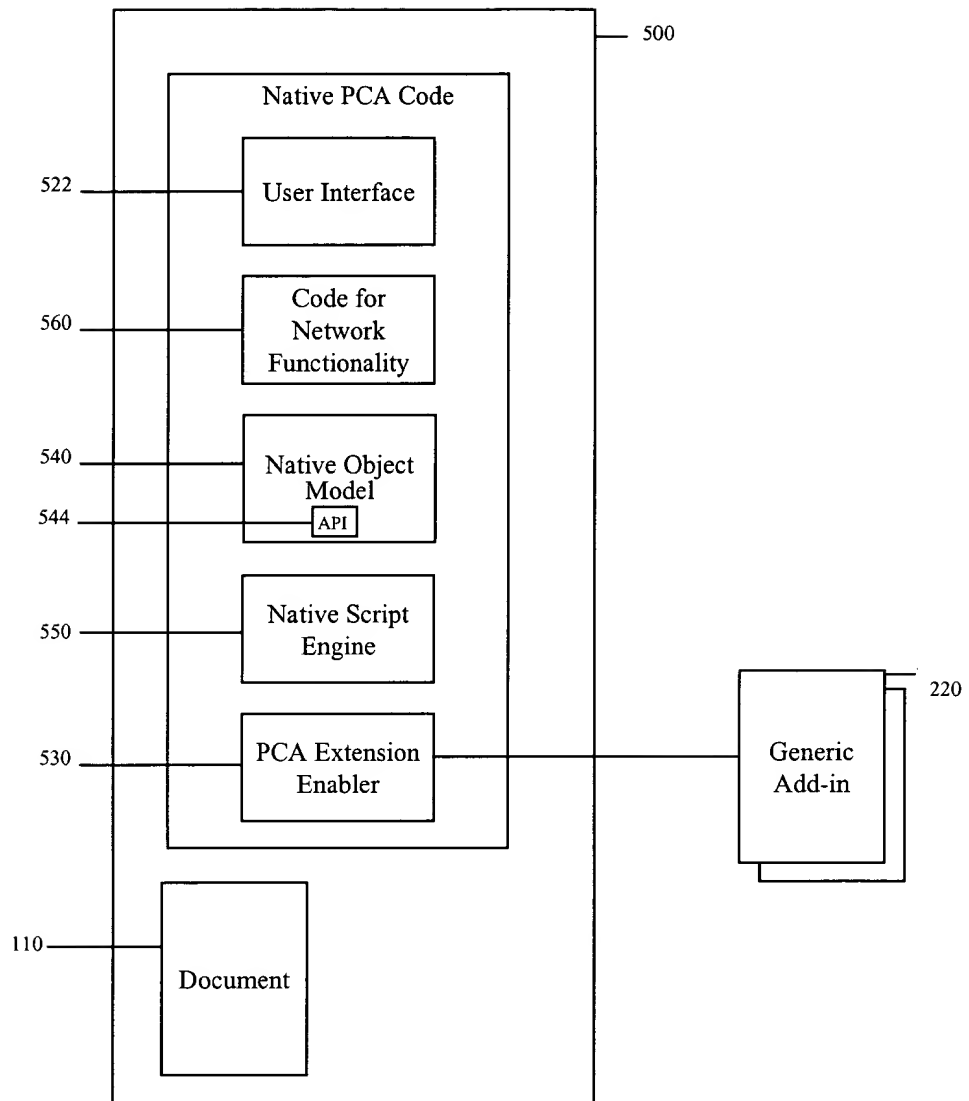 500
Native PCA Code
522
User Interface
560
Code for
Network
Functionality
540
Native Object
Model
544
API
550
Native Script
Engine
530
PCA Extension
Enabler
220
Generic
Add-in
110
Document